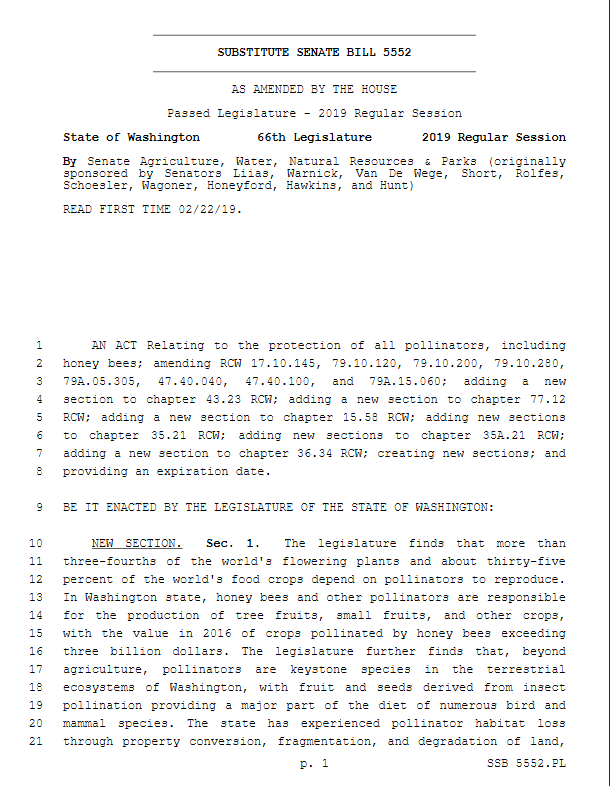 SUBSTITUTE SENATE BILL 5552
AS AMENDED BY THE HOUSE
Passed Legislature - 2019 Regular Session
State of Washington 66th Legislature 2019 Regular Session
By Senate Agriculture, Water, Natural Resources & Parks (originally
sponsored by Senators Liias, Warnick, Van De Wege, Short, Rolfes,
Schoesler, Wagoner, Honeyford, Hawkins, and Hunt)
READ FIRST TIME 02/22/19.
1 AN ACT Relating to the protection of all pollinators, including
2 honey bees; amending RCW 17.10.145, 79.10.120, 79.10.200, 79.10.280,
3 79A.05.305, 47.40.040, 47.40.100, and 79A.15.060; adding a new
4 section to chapter 43.23 RCW; adding a new section to chapter 77.12
5 RCW; adding a new section to chapter 15.58 RCW; adding new sections
6 to chapter 35.21 RCW; adding new sections to chapter 35A.21 RCW;
7 adding a new section to chapter 36.34 RCW; creating new sections; and
8 providing an expiration date.
9 BE IT ENACTED BY THE LEGISLATURE OF THE STATE OF WASHINGTON:
10 NEW SECTION. Sec. 1. The legislature finds that more than
11 three-fourths of the world's flowering plants and about thirty-five
12 percent of the world's food crops depend on pollinators to reproduce.
13 In Washington state, honey bees and other pollinators are responsible
14 for the production of tree fruits, small fruits, and other crops,
15 with the value in 2016 of crops pollinated by honey bees exceeding
16 three billion dollars. The legislature further finds that, beyond
17 agriculture, pollinators are keystone species in the terrestrial
18 ecosystems of Washington, with fruit and seeds derived from insect
19 pollination providing a major part of the diet of numerous bird and
20 mammal species. The state has experienced pollinator habitat loss
21 through property conversion, fragmentation, and degradation of land,
p. 1 SSB 5552.PL